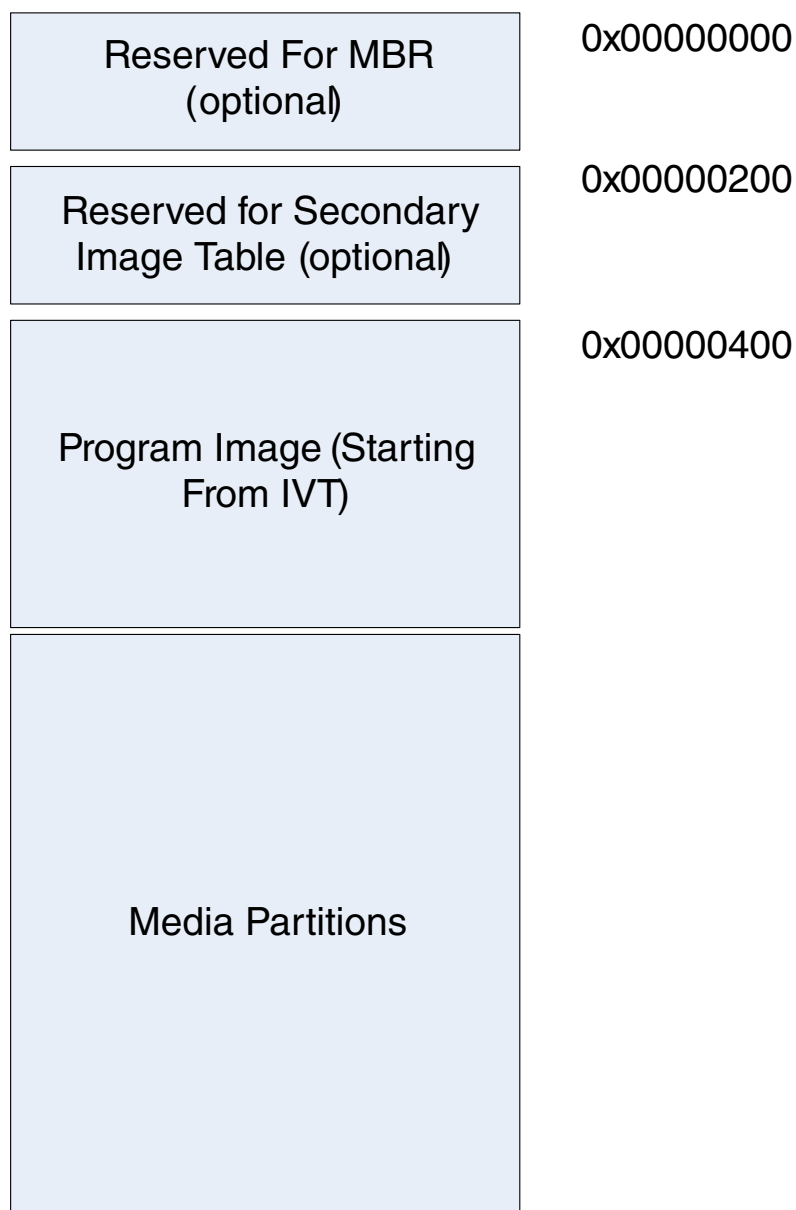 Reserved For MBR
(optional)
0x00000000
Reserved for Secondary
Image Table (optional)
0x00000200
Program Image (Starting
From IVT)
0x00000400
Media Partitions